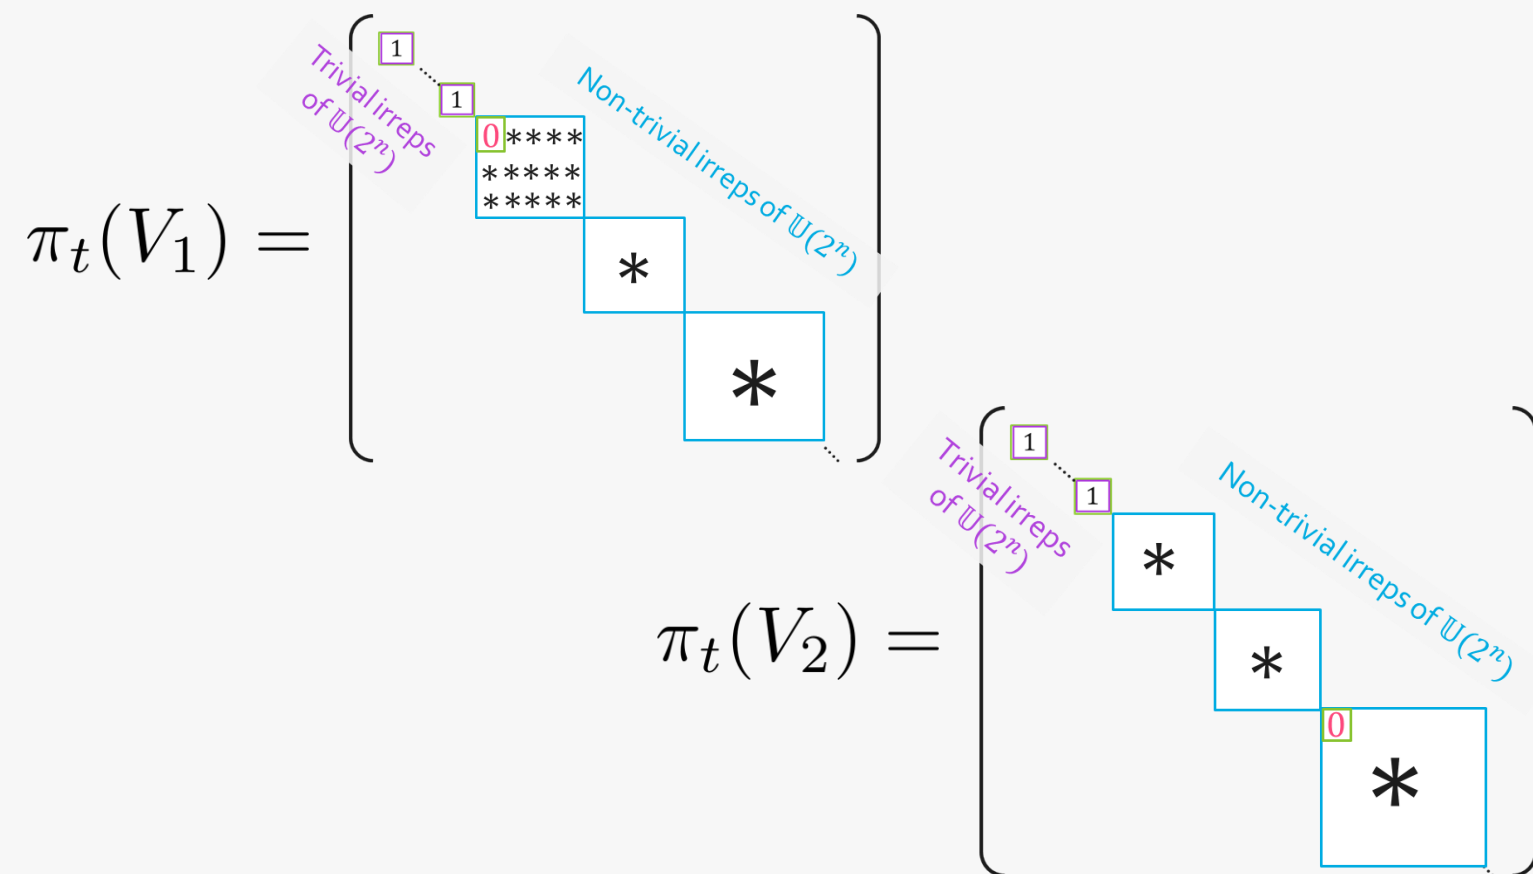 π_t(V_1) =
Trivial irreps
of 𝕌(2^n)
1
1
Non-trivial irreps of 𝕌(2^n)
0 * * * *
* * * * *
* * * * *
*
*
π_t(V_2) =
Trivial irreps
of 𝕌(2^n)
1
1
Non-trivial irreps of 𝕌(2^n)
*
*
0
*